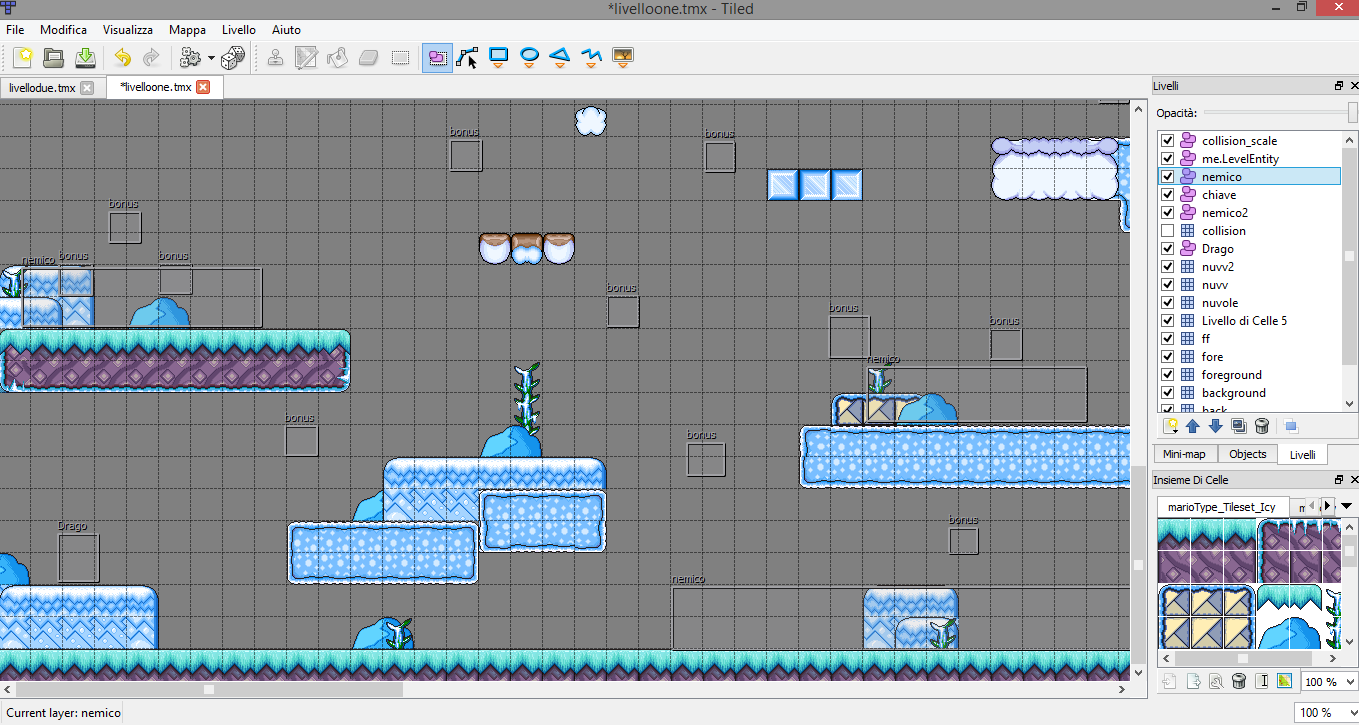 *livelloone.tmx - Tiled
File Modifica Visualizza Mappa Livello Aiuto
livellodue.tmx *livelloone.tmx
bonus
bonus
bonus
nemico bonus bonus
bonus
bonus
bonus
nemico
bonus
bonus
Drago
bonus
nemico
Livelli
Opacità:
collision_scale
me.LevelEntity
nemico
chiave
nemico2
collision
Drago
nuvv2
nuvv
nuvole
Livello di Celle 5
ff
fore
foreground
background
back
Mini-map Objects Livelli
Insieme Di Celle
marioType_Tileset_Icy
100 %
Current layer: nemico
100 %